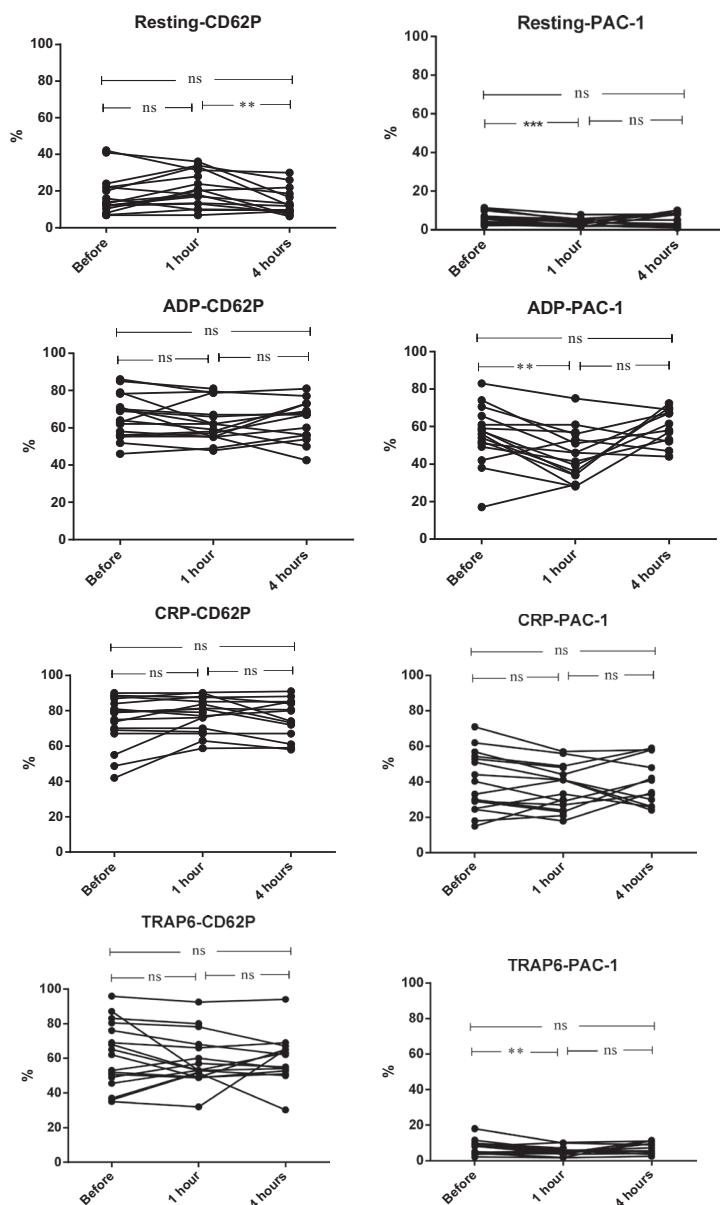 Resting-CD62P
100
80
60
40
20
0
%
ns
ns
**
Before
1 hour
4 hours
Resting-PAC-1
100
80
60
40
20
0
%
ns
***
ns
Before
1 hour
4 hours
ADP-CD62P
100
80
60
40
20
0
%
ns
ns
ns
Before
1 hour
4 hours
ADP-PAC-1
100
80
60
40
20
0
%
ns
**
ns
Before
1 hour
4 hours
CRP-CD62P
100
80
60
40
20
0
%
ns
ns
ns
Before
1 hour
4 hours
CRP-PAC-1
100
80
60
40
20
0
%
ns
ns
ns
Before
1 hour
4 hours
TRAP6-CD62P
100
80
60
40
20
0
%
ns
ns
ns
Before
1 hour
4 hours
TRAP6-PAC-1
100
80
60
40
20
0
%
ns
**
ns
Before
1 hour
4 hours